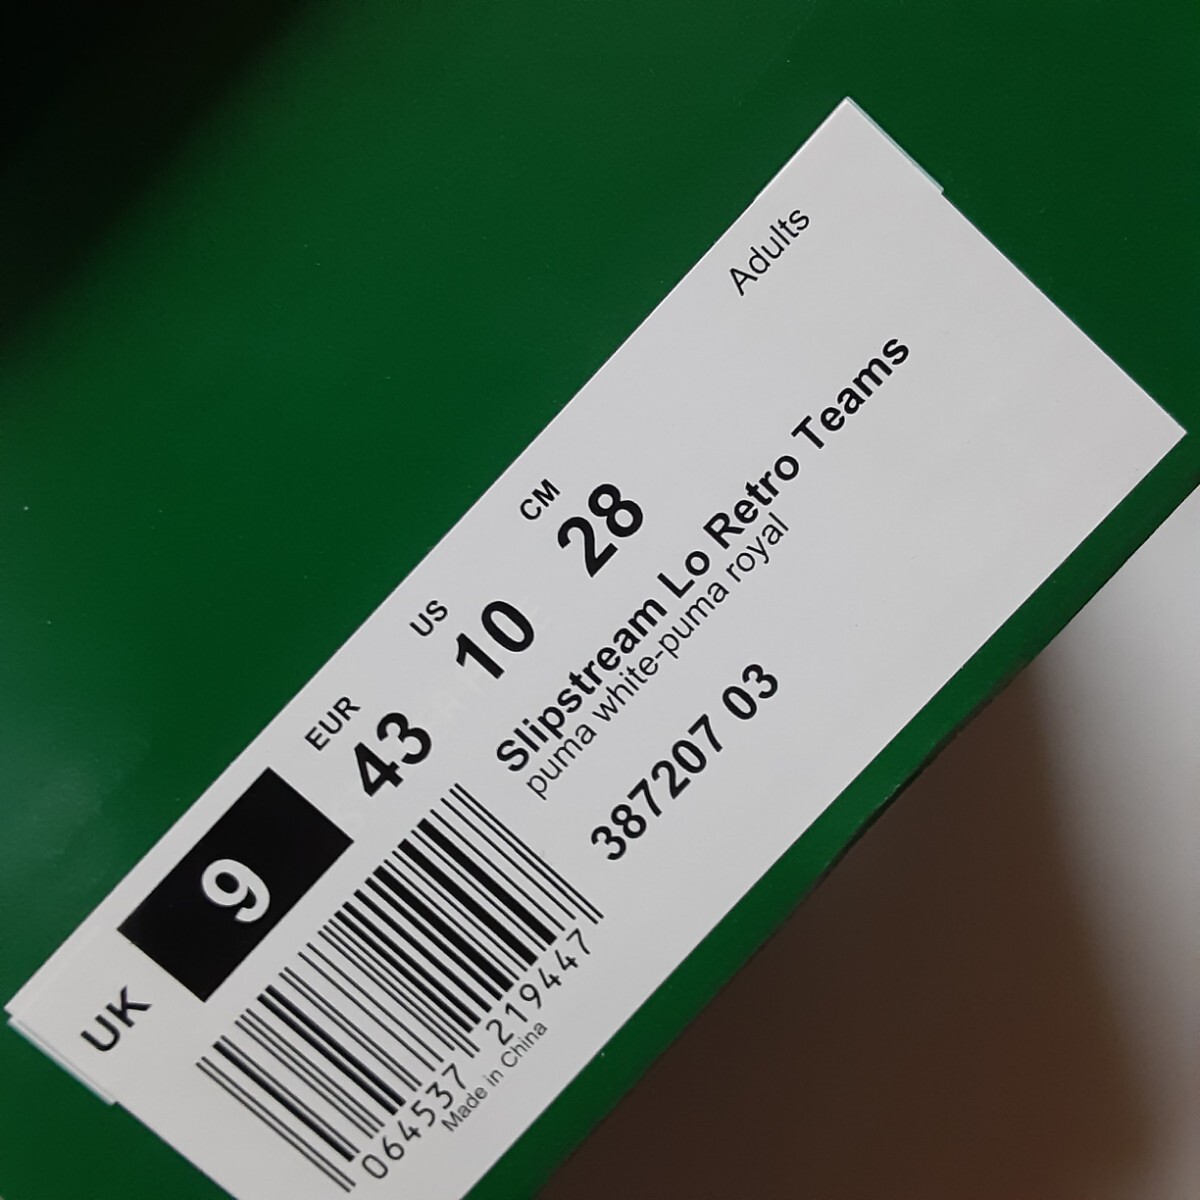 Adults
UK 9
EUR 43
US 10
CM 28
Slipstream Lo Retro Teams
puma white-puma royal
387207 03
064537 219447
Made in China